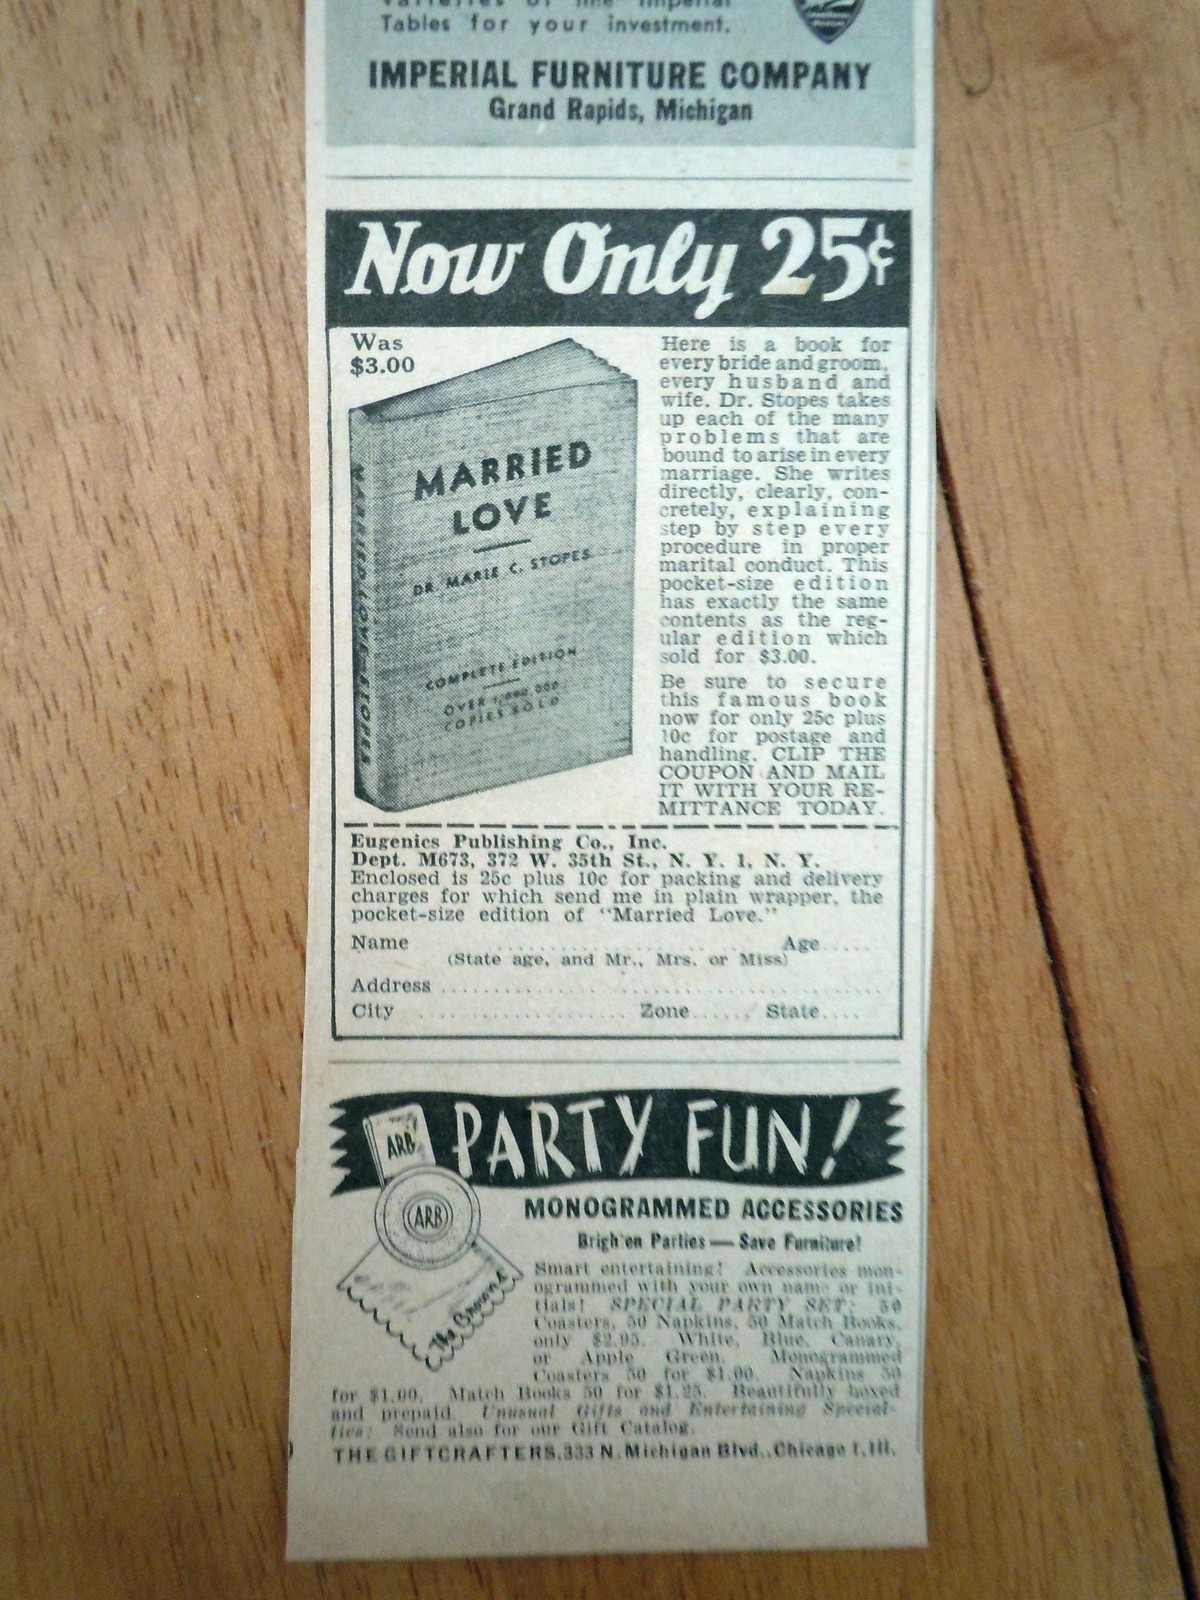 Varieties of fine Imperial
Tables for your investment.
IMPERIAL FURNITURE COMPANY
Grand Rapids, Michigan
Now Only 25¢
Was
$3.00
MARRIED
LOVE
DR. MARIE C. STOPES
COMPLETE EDITION
OVER 1,000,000
COPIES SOLD
MARRIED LOVE - STOPES
Here is a book for
every bride and groom,
every husband and
wife. Dr. Stopes takes
up each of the many
problems that are
bound to arise in every
marriage. She writes
directly, clearly, con-
cretely, explaining
step by step every
procedure in proper
marital conduct. This
pocket-size edition
has exactly the same
contents as the reg-
ular edition which
sold for $3.00.
Be sure to secure
this famous book
now for only 25c plus
10c for postage and
handling. CLIP THE
COUPON AND MAIL
IT WITH YOUR RE-
MITTANCE TODAY.
Eugenics Publishing Co., Inc.
Dept. M673, 372 W. 35th St., N. Y. 1, N. Y.
Enclosed is 25c plus 10c for packing and delivery
charges for which send me in plain wrapper, the
pocket-size edition of "Married Love."
Name ........................ Age.....
(State age, and Mr., Mrs. or Miss)
Address ........................................
City ..................... Zone...... State....
ARB
PARTY FUN!
ARB
MONOGRAMMED ACCESSORIES
Brighten Parties — Save Furniture!
The Browns
Smart entertaining! Accessories mon-
ogrammed with your own name or ini-
tials! SPECIAL PARTY SET: 50
Coasters, 50 Napkins, 50 Match Books,
only $2.95. White, Blue, Canary,
or Apple Green. Monogrammed
Coasters 50 for $1.00. Napkins 50
for $1.00. Match Books 50 for $1.25. Beautifully boxed
and prepaid. Unusual Gifts and Entertaining Special-
ties: Send also for our Gift Catalog.
THE GIFTCRAFTERS, 333 N. Michigan Blvd., Chicago 1, Ill.